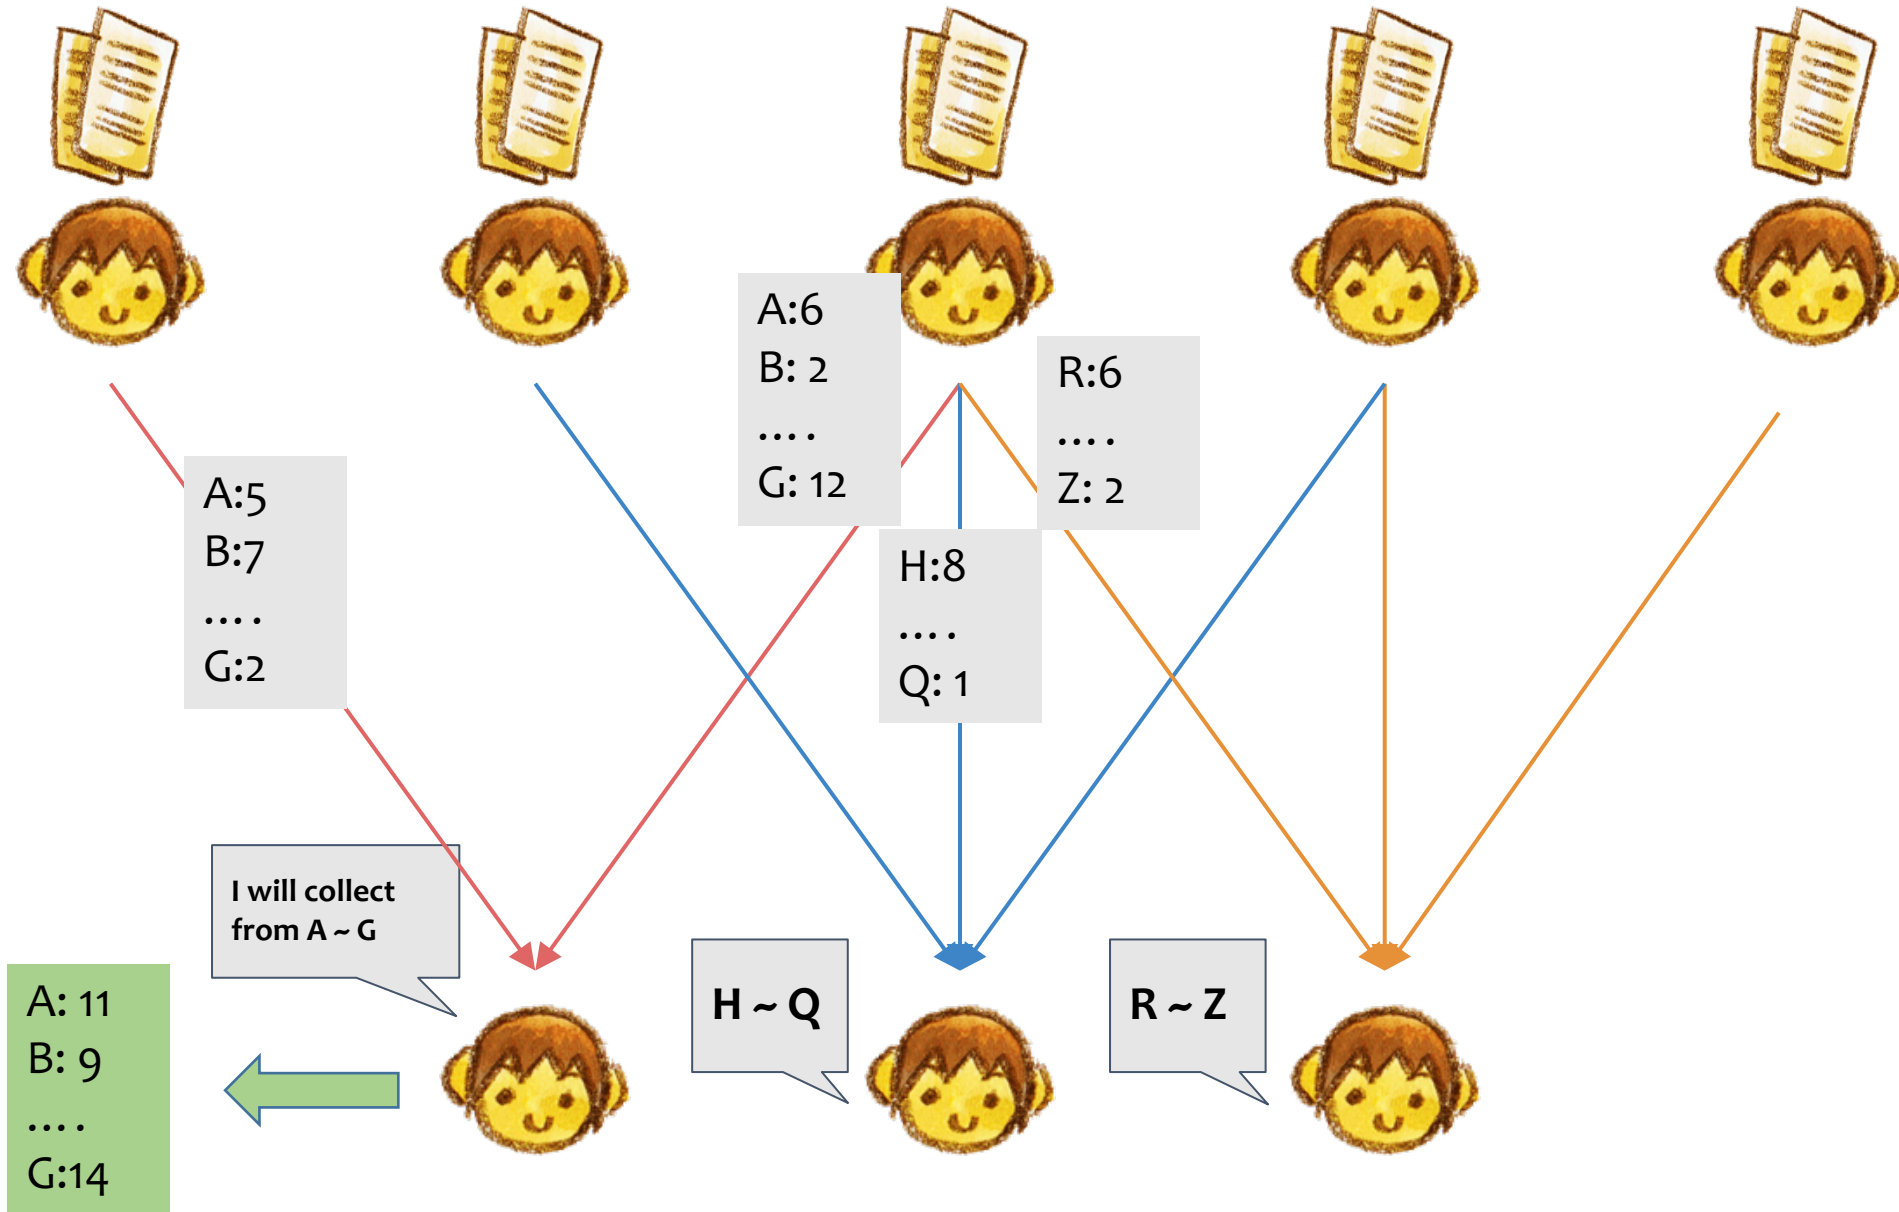 A:6
B: 2
....
G: 12
R:6
....
Z: 2
A:5
B:7
....
G:2
H:8
....
Q: 1
I will collect
from A ~ G
H ~ Q
R ~ Z
A: 11
B: 9
....
G:14